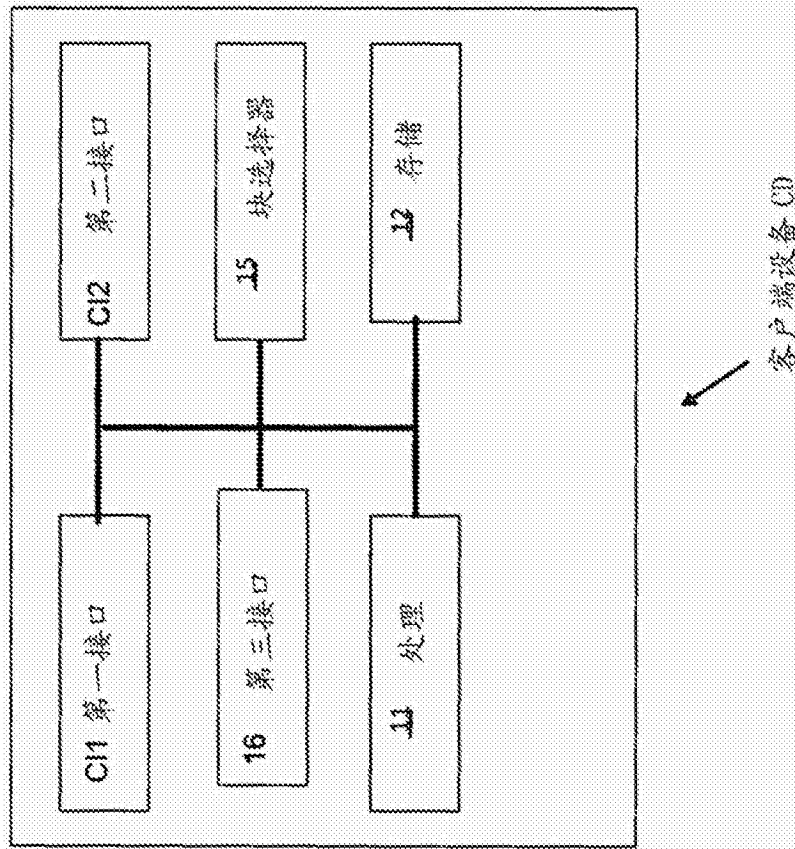 CI1 第一接口
CI2 第二接口
16 第三接口
15 块选择器
11 处理
12 存储
客户端设备 CD